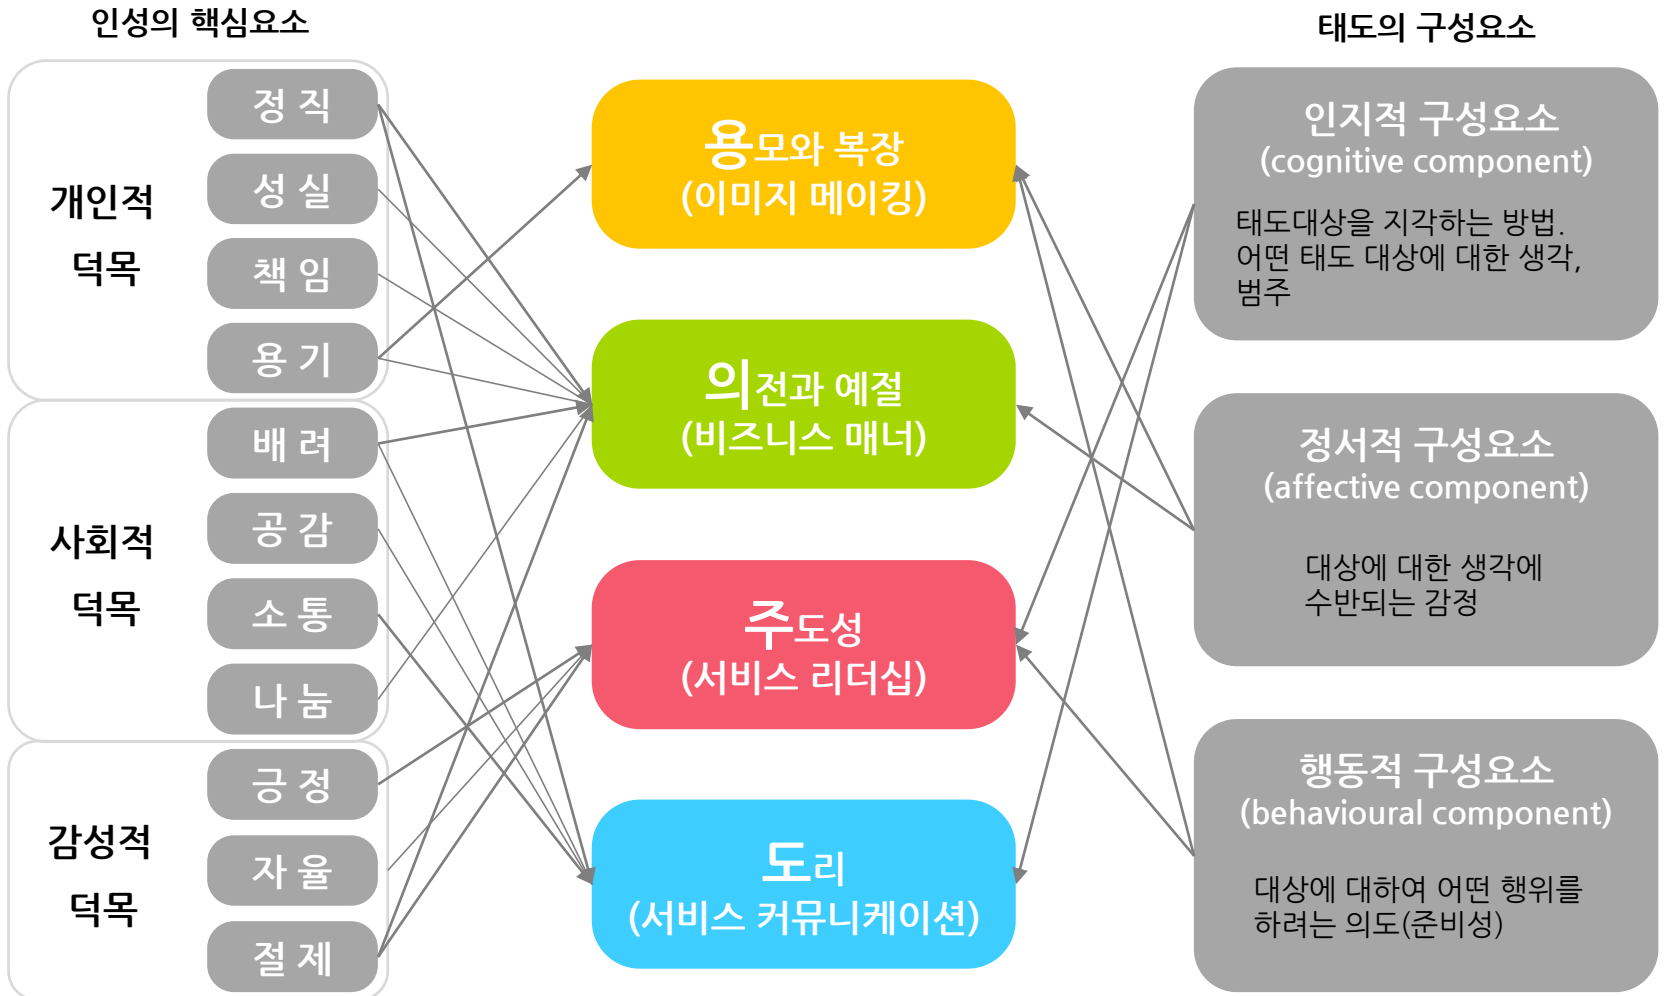 인성의 핵심요소
태도의 구성요소
개인적
덕목
정 직
성 실
책 임
용 기
사회적
덕목
배 려
공 감
소 통
나 눔
감성적
덕목
긍 정
자 율
절 제
용모와 복장
(이미지 메이킹)
의전과 예절
(비즈니스 매너)
주도성
(서비스 리더십)
도리
(서비스 커뮤니케이션)
인지적 구성요소
(cognitive component)
태도대상을 지각하는 방법.
어떤 태도 대상에 대한 생각,
범주
정서적 구성요소
(affective component)
대상에 대한 생각에
수반되는 감정
행동적 구성요소
(behavioural component)
대상에 대하여 어떤 행위를
하려는 의도(준비성)